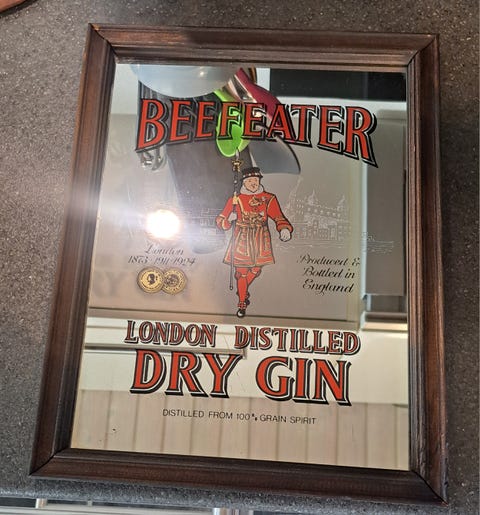 BEEFEATER
London
1873·1911·1924
Produced &
Bottled in
England
LONDON DISTILLED
DRY GIN
DISTILLED FROM 100% GRAIN SPIRIT